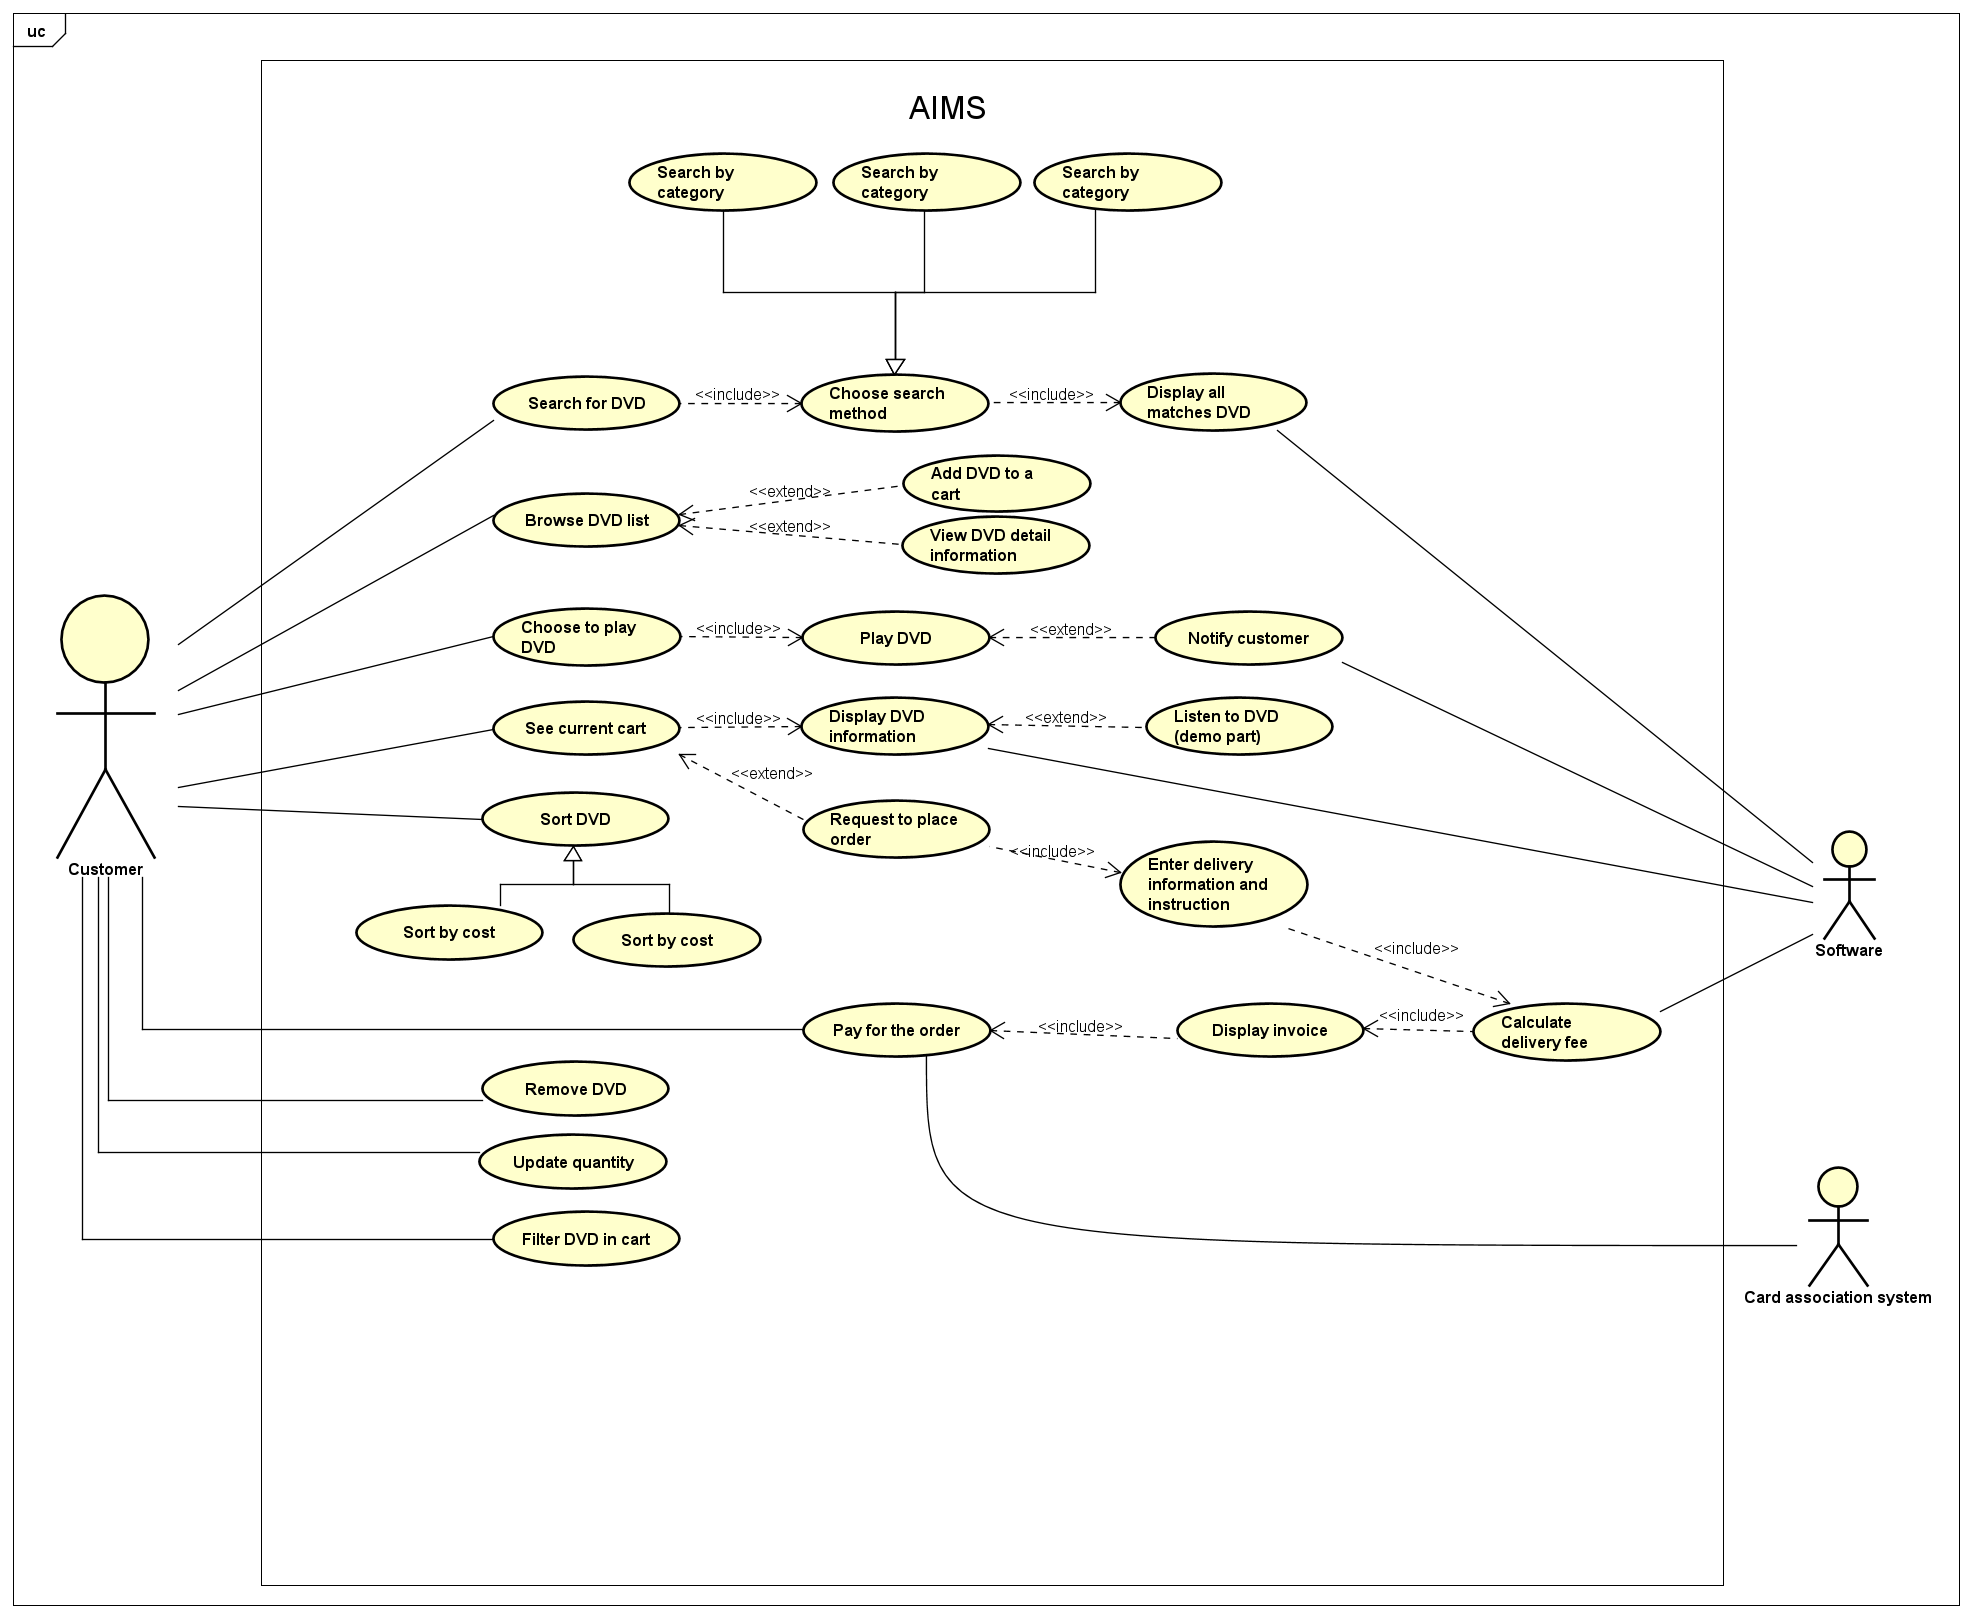 uc
AIMS
Search by
category
Search by
category
Search by
category
Search for DVD
<<include>>
Choose search
method
<<include>>
Display all
matches DVD
Browse DVD list
<<extend>>
Add DVD to a
cart
<<extend>>
View DVD detail
information
Choose to play
DVD
<<include>>
Play DVD
<<extend>>
Notify customer
See current cart
<<include>>
Display DVD
information
<<extend>>
Listen to DVD
(demo part)
<<extend>>
Sort DVD
Request to place
order
<<include>>
Enter delivery
information and
instruction
Customer
Sort by cost
Sort by cost
<<include>>
Software
Pay for the order
<<include>>
Display invoice
<<include>>
Calculate
delivery fee
Remove DVD
Update quantity
Filter DVD in cart
Card association system